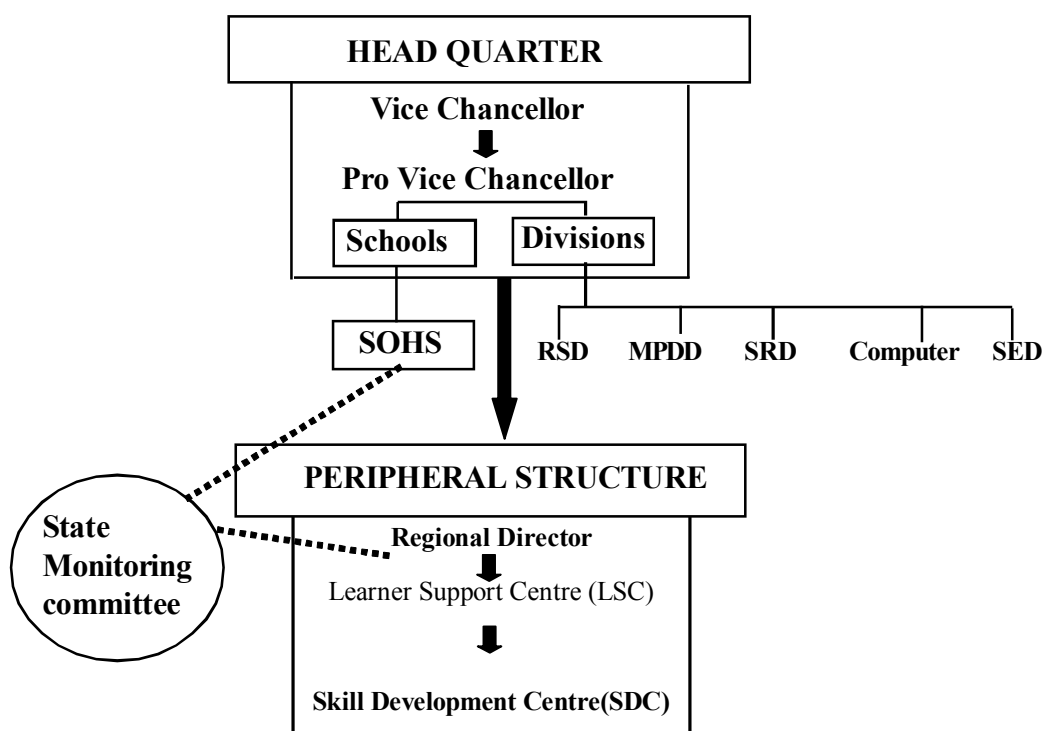 HEAD QUARTER
Vice Chancellor
Pro Vice Chancellor
Schools
Divisions
SOHS
RSD
MPDD
SRD
Computer
SED
PERIPHERAL STRUCTURE
State
Monitoring
committee
Regional Director
Learner Support Centre (LSC)
Skill Development Centre(SDC)